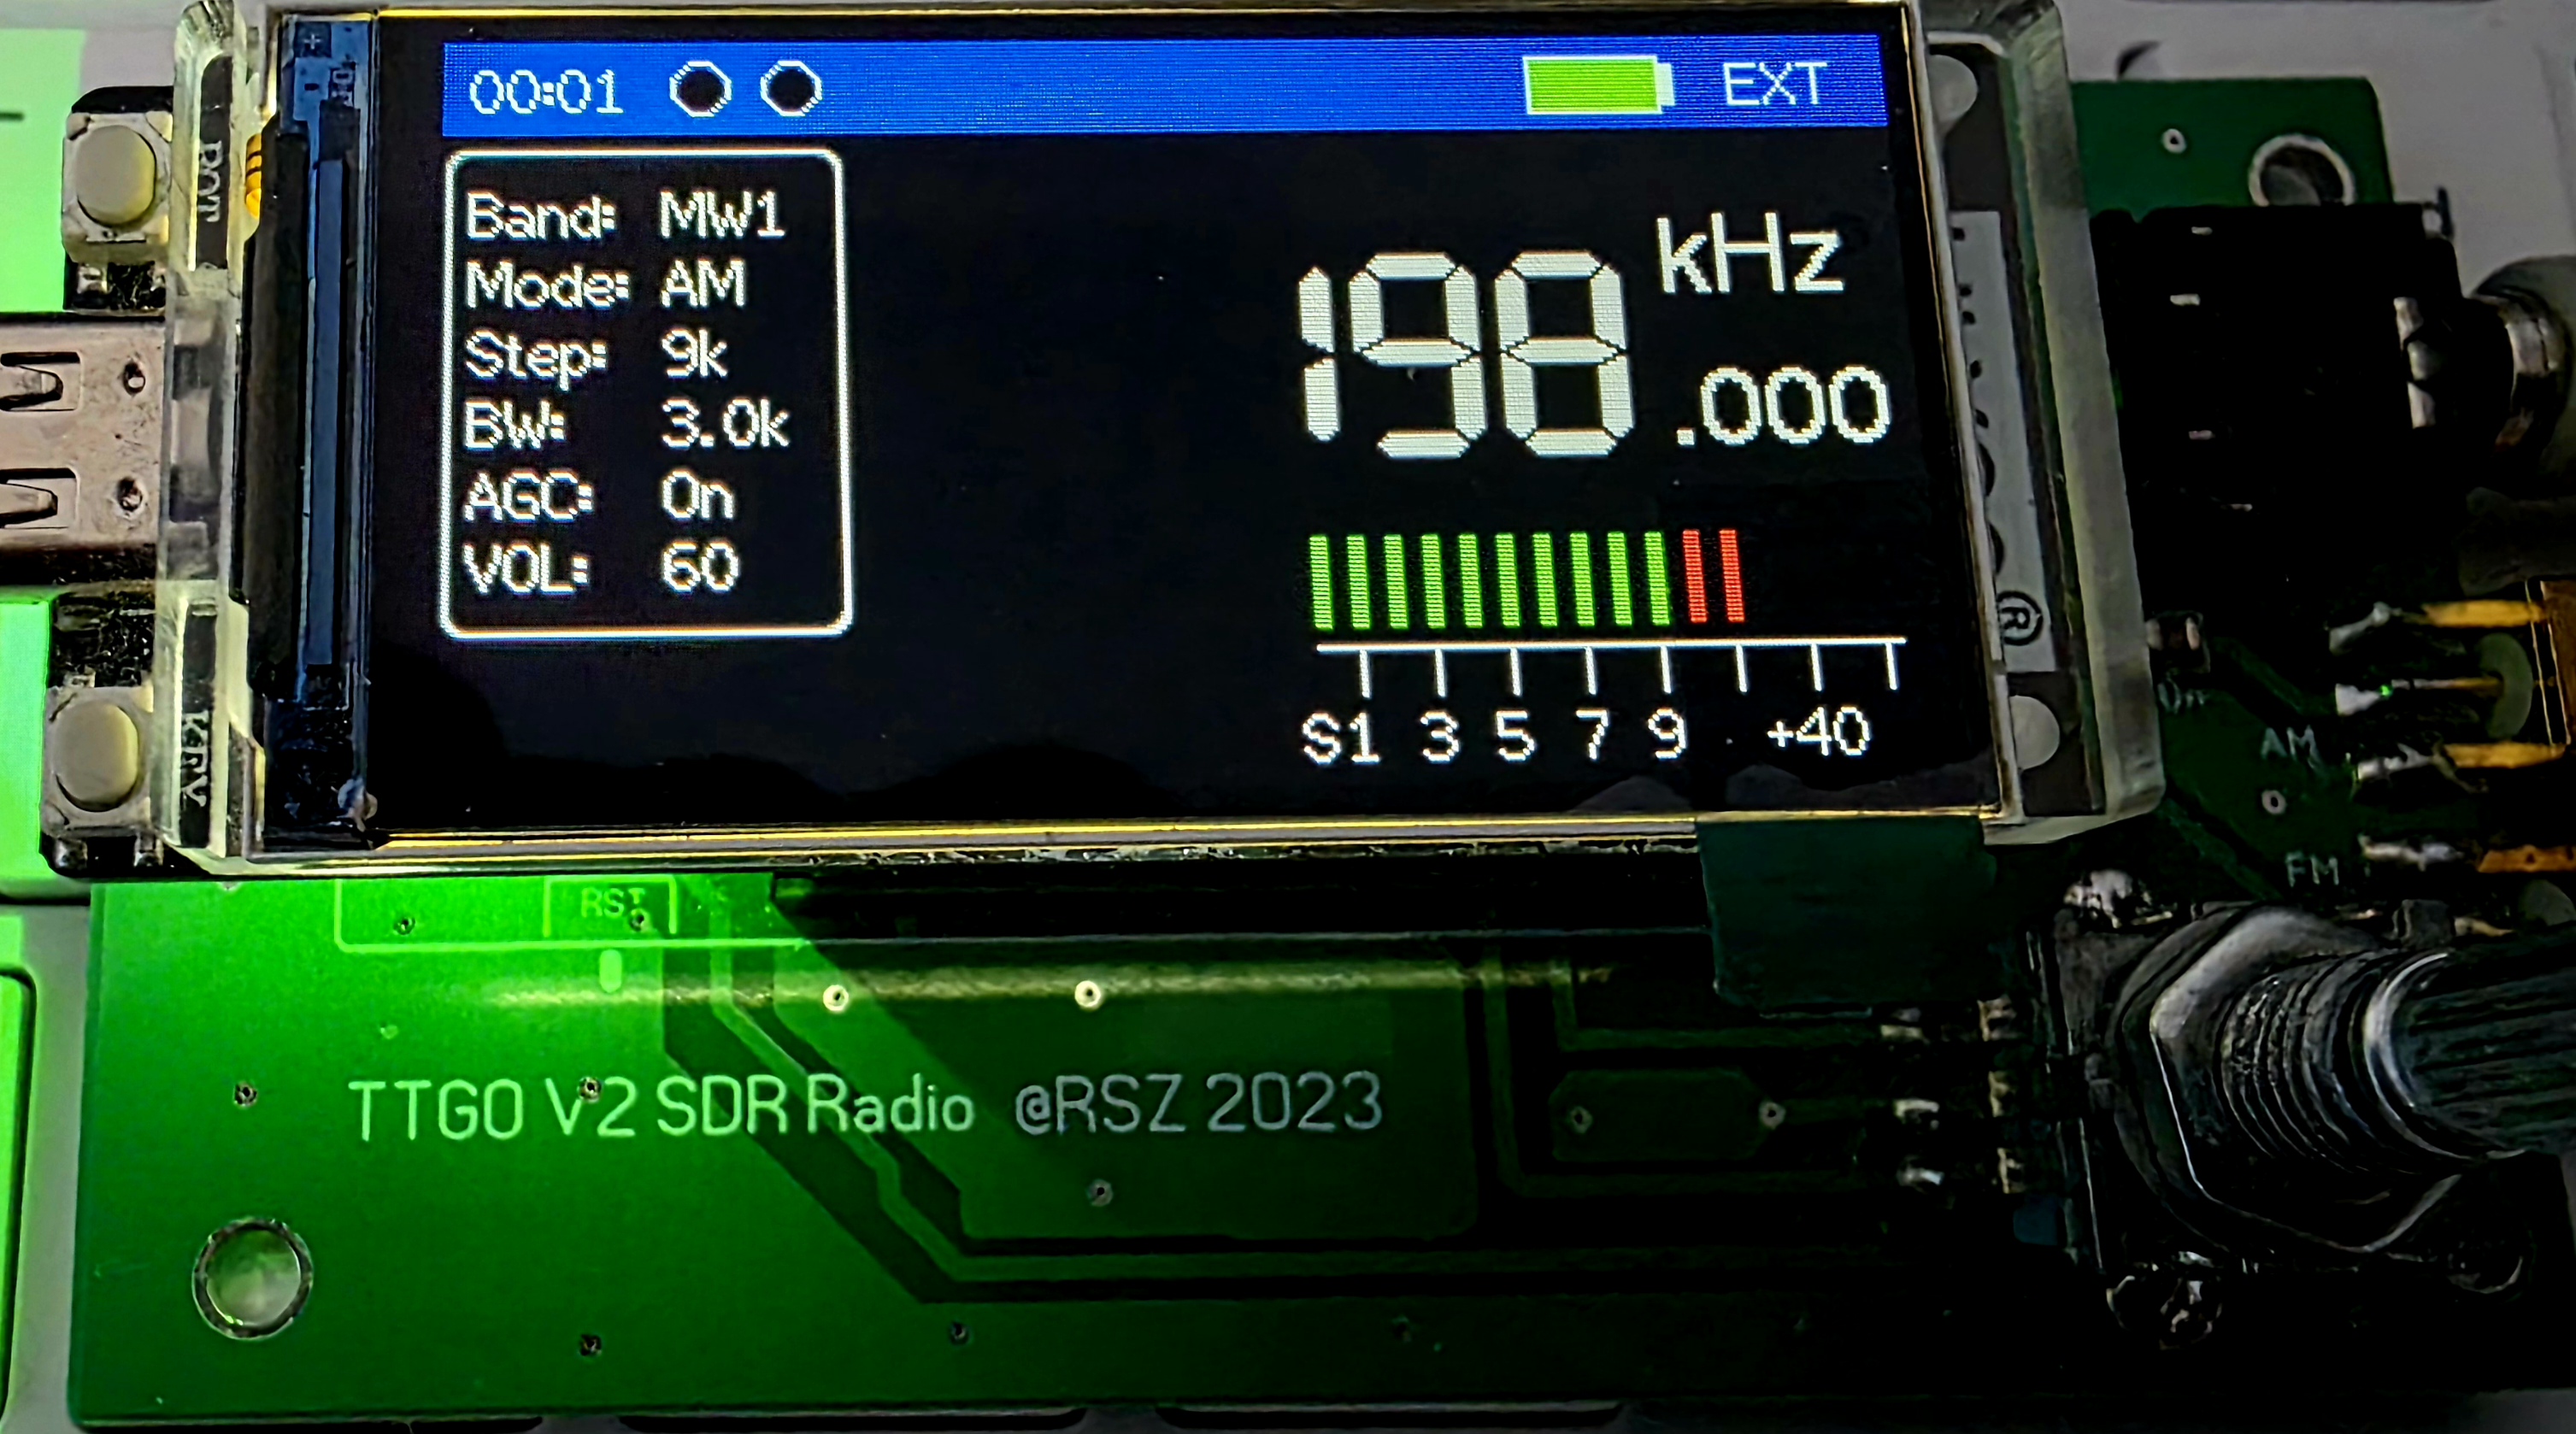 00:01 EXT
Band: MW1
Mode: AM
Step: 9k
BW: 3.0k
AGC: On
VOL: 60
198 kHz
.000
S1 3 5 7 9 . +40
BOOT
KEY
®
On
AM
FM
RST
TTGO V2 SDR Radio @RSZ 2023